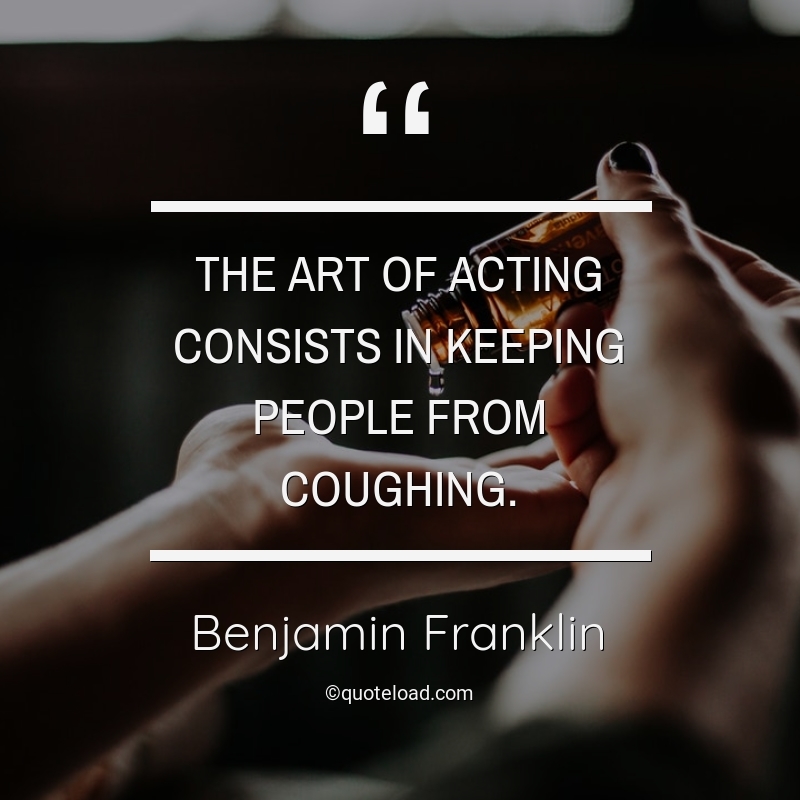 “
THE ART OF ACTING
CONSISTS IN KEEPING
PEOPLE FROM
COUGHING.
Benjamin Franklin
©quoteload.com